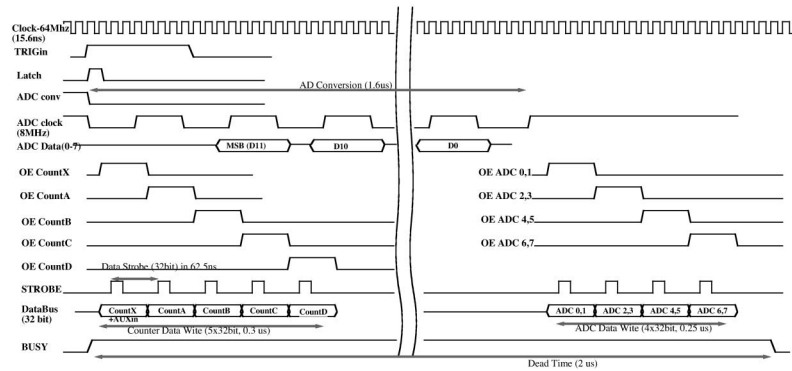 Clock-64Mhz
(15.6ns)
TRIGin
Latch
AD Conversion (1.6us)
ADC conv
ADC clock
(8MHz)
ADC Data(0-7)
MSB (D11)
D10
D0
OE CountX
OE ADC 0,1
OE CountA
OE ADC 2,3
OE CountB
OE ADC 4,5
OE CountC
OE ADC 6,7
OE CountD
Data Strobe (32bit) in 62.5ns
STROBE
DataBus
(32 bit)
CountX
+AUXin
CountA
CountB
CountC
CountD
ADC 0,1
ADC 2,3
ADC 4,5
ADC 6,7
Counter Data Wite (5x32bit, 0.3 us)
ADC Data Wite (4x32bit, 0.25 us)
BUSY
Dead Time (2 us)